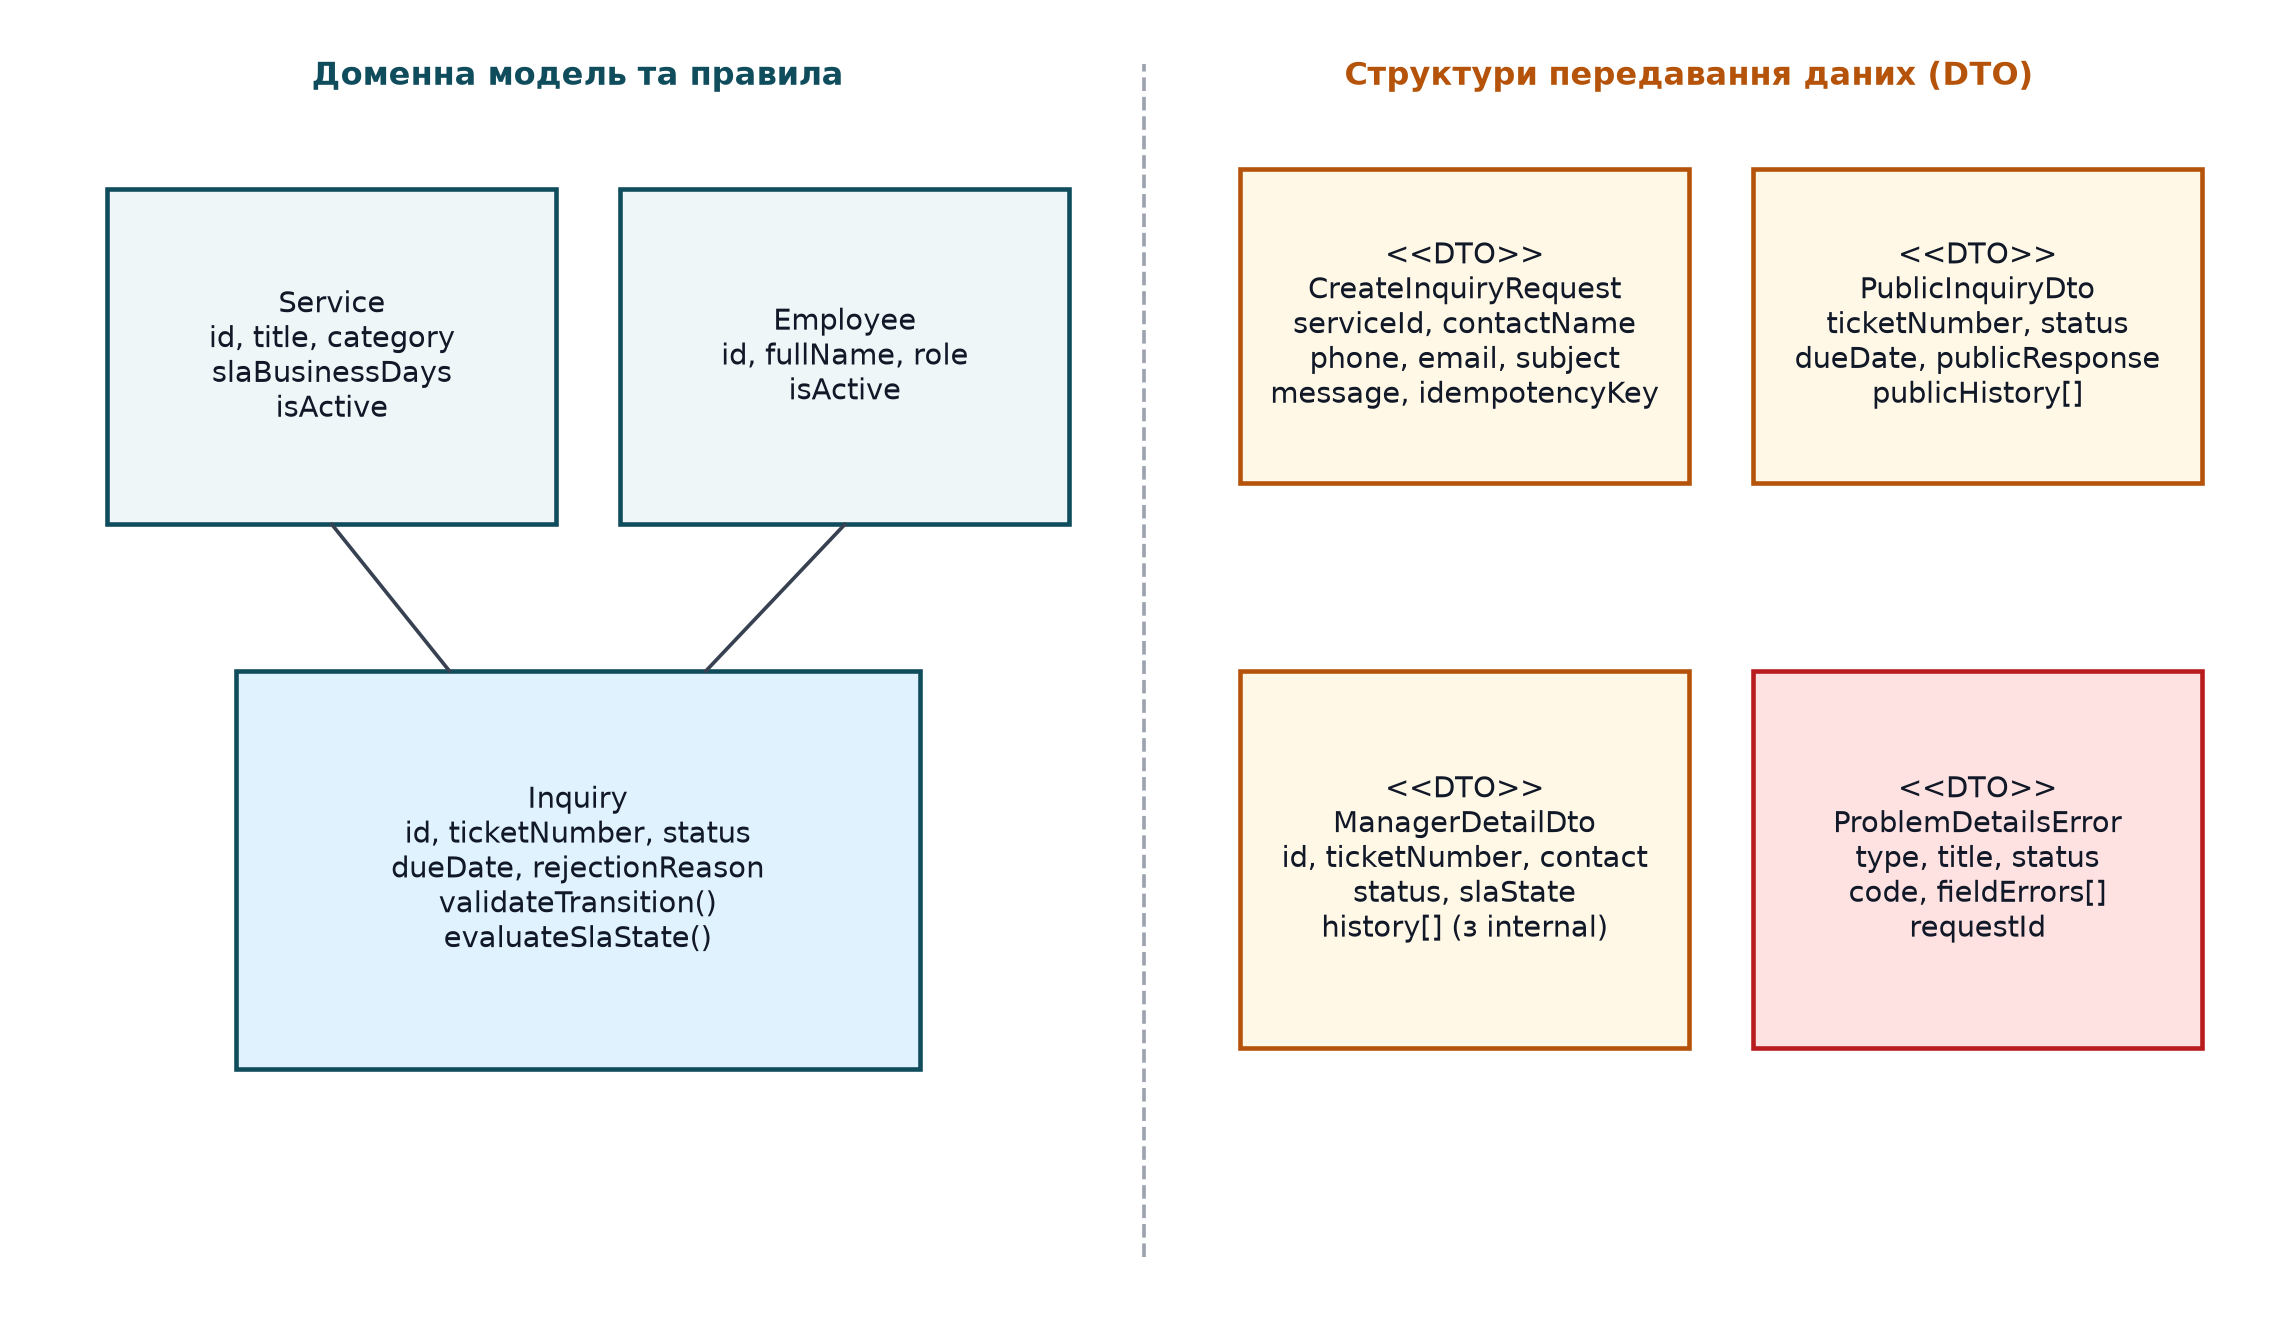 Доменна модель та правила
Структури передавання даних (DTO)
Service
id, title, category
slaBusinessDays
isActive
Employee
id, fullName, role
isActive
Inquiry
id, ticketNumber, status
dueDate, rejectionReason
validateTransition()
evaluateSlaState()
<<DTO>>
CreateInquiryRequest
serviceId, contactName
phone, email, subject
message, idempotencyKey
<<DTO>>
PublicInquiryDto
ticketNumber, status
dueDate, publicResponse
publicHistory[]
<<DTO>>
ManagerDetailDto
id, ticketNumber, contact
status, slaState
history[] (з internal)
<<DTO>>
ProblemDetailsError
type, title, status
code, fieldErrors[]
requestId